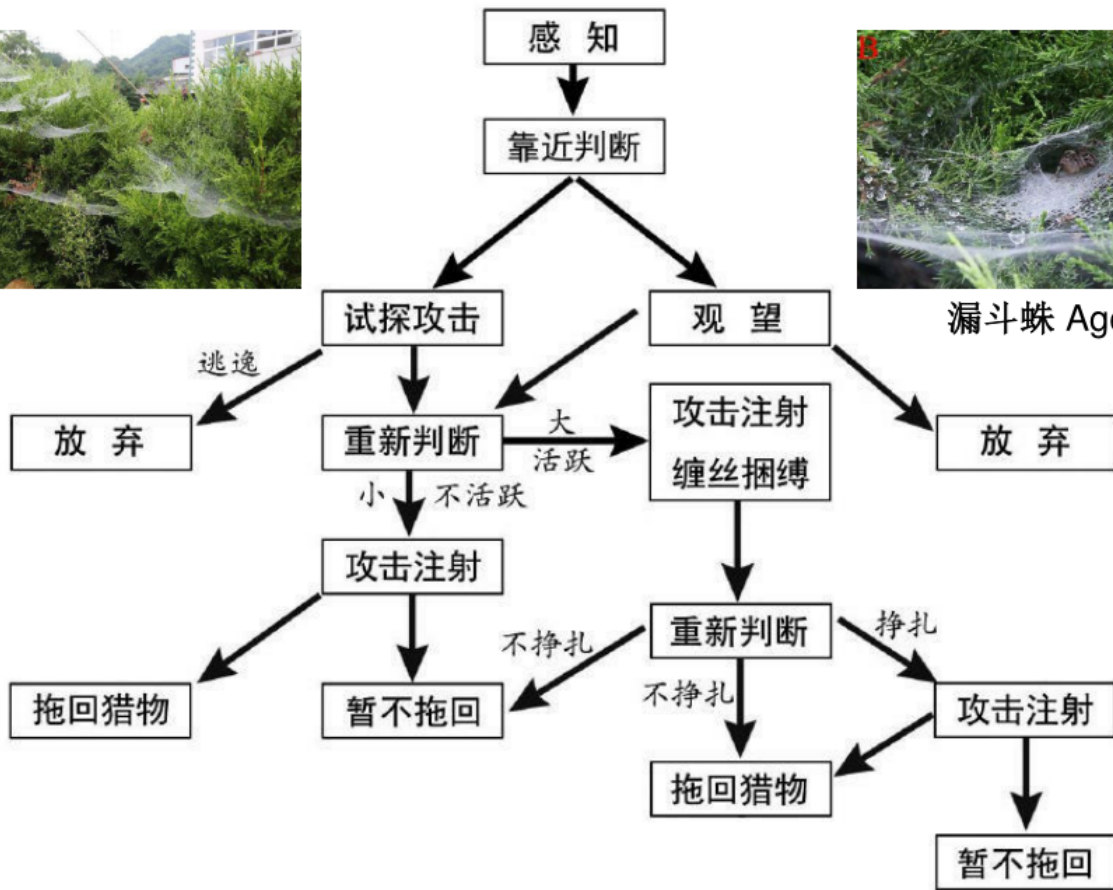 感 知
B
靠近判断
试探攻击
观 望
漏斗蛛 Age
逃逸
放 弃
重新判断
大
活跃
攻击注射
缠丝捆缚
放 弃
小
不活跃
攻击注射
不挣扎
重新判断
挣扎
拖回猎物
暂不拖回
不挣扎
攻击注射
拖回猎物
暂不拖回